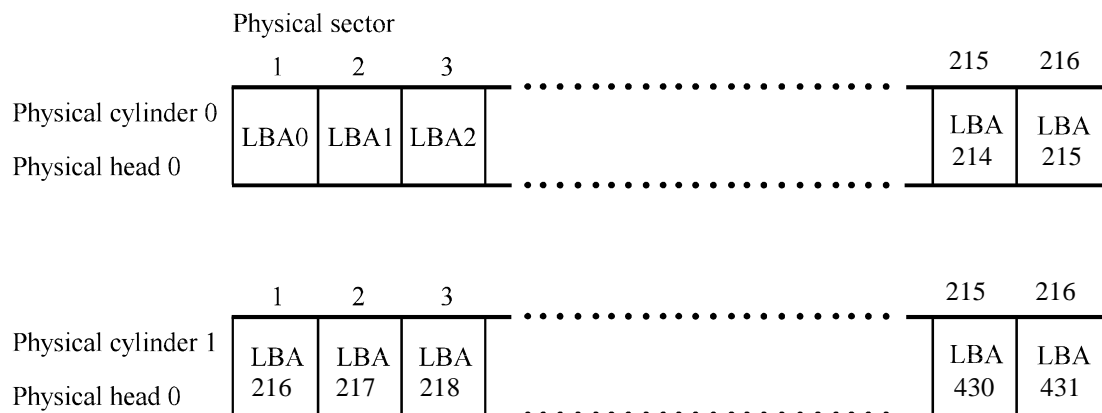 Physical sector
1 2 3 215 216
Physical cylinder 0
Physical head 0
LBA0 LBA1 LBA2 LBA 214 LBA 215
1 2 3 215 216
Physical cylinder 1
Physical head 0
LBA 216 LBA 217 LBA 218 LBA 430 LBA 431